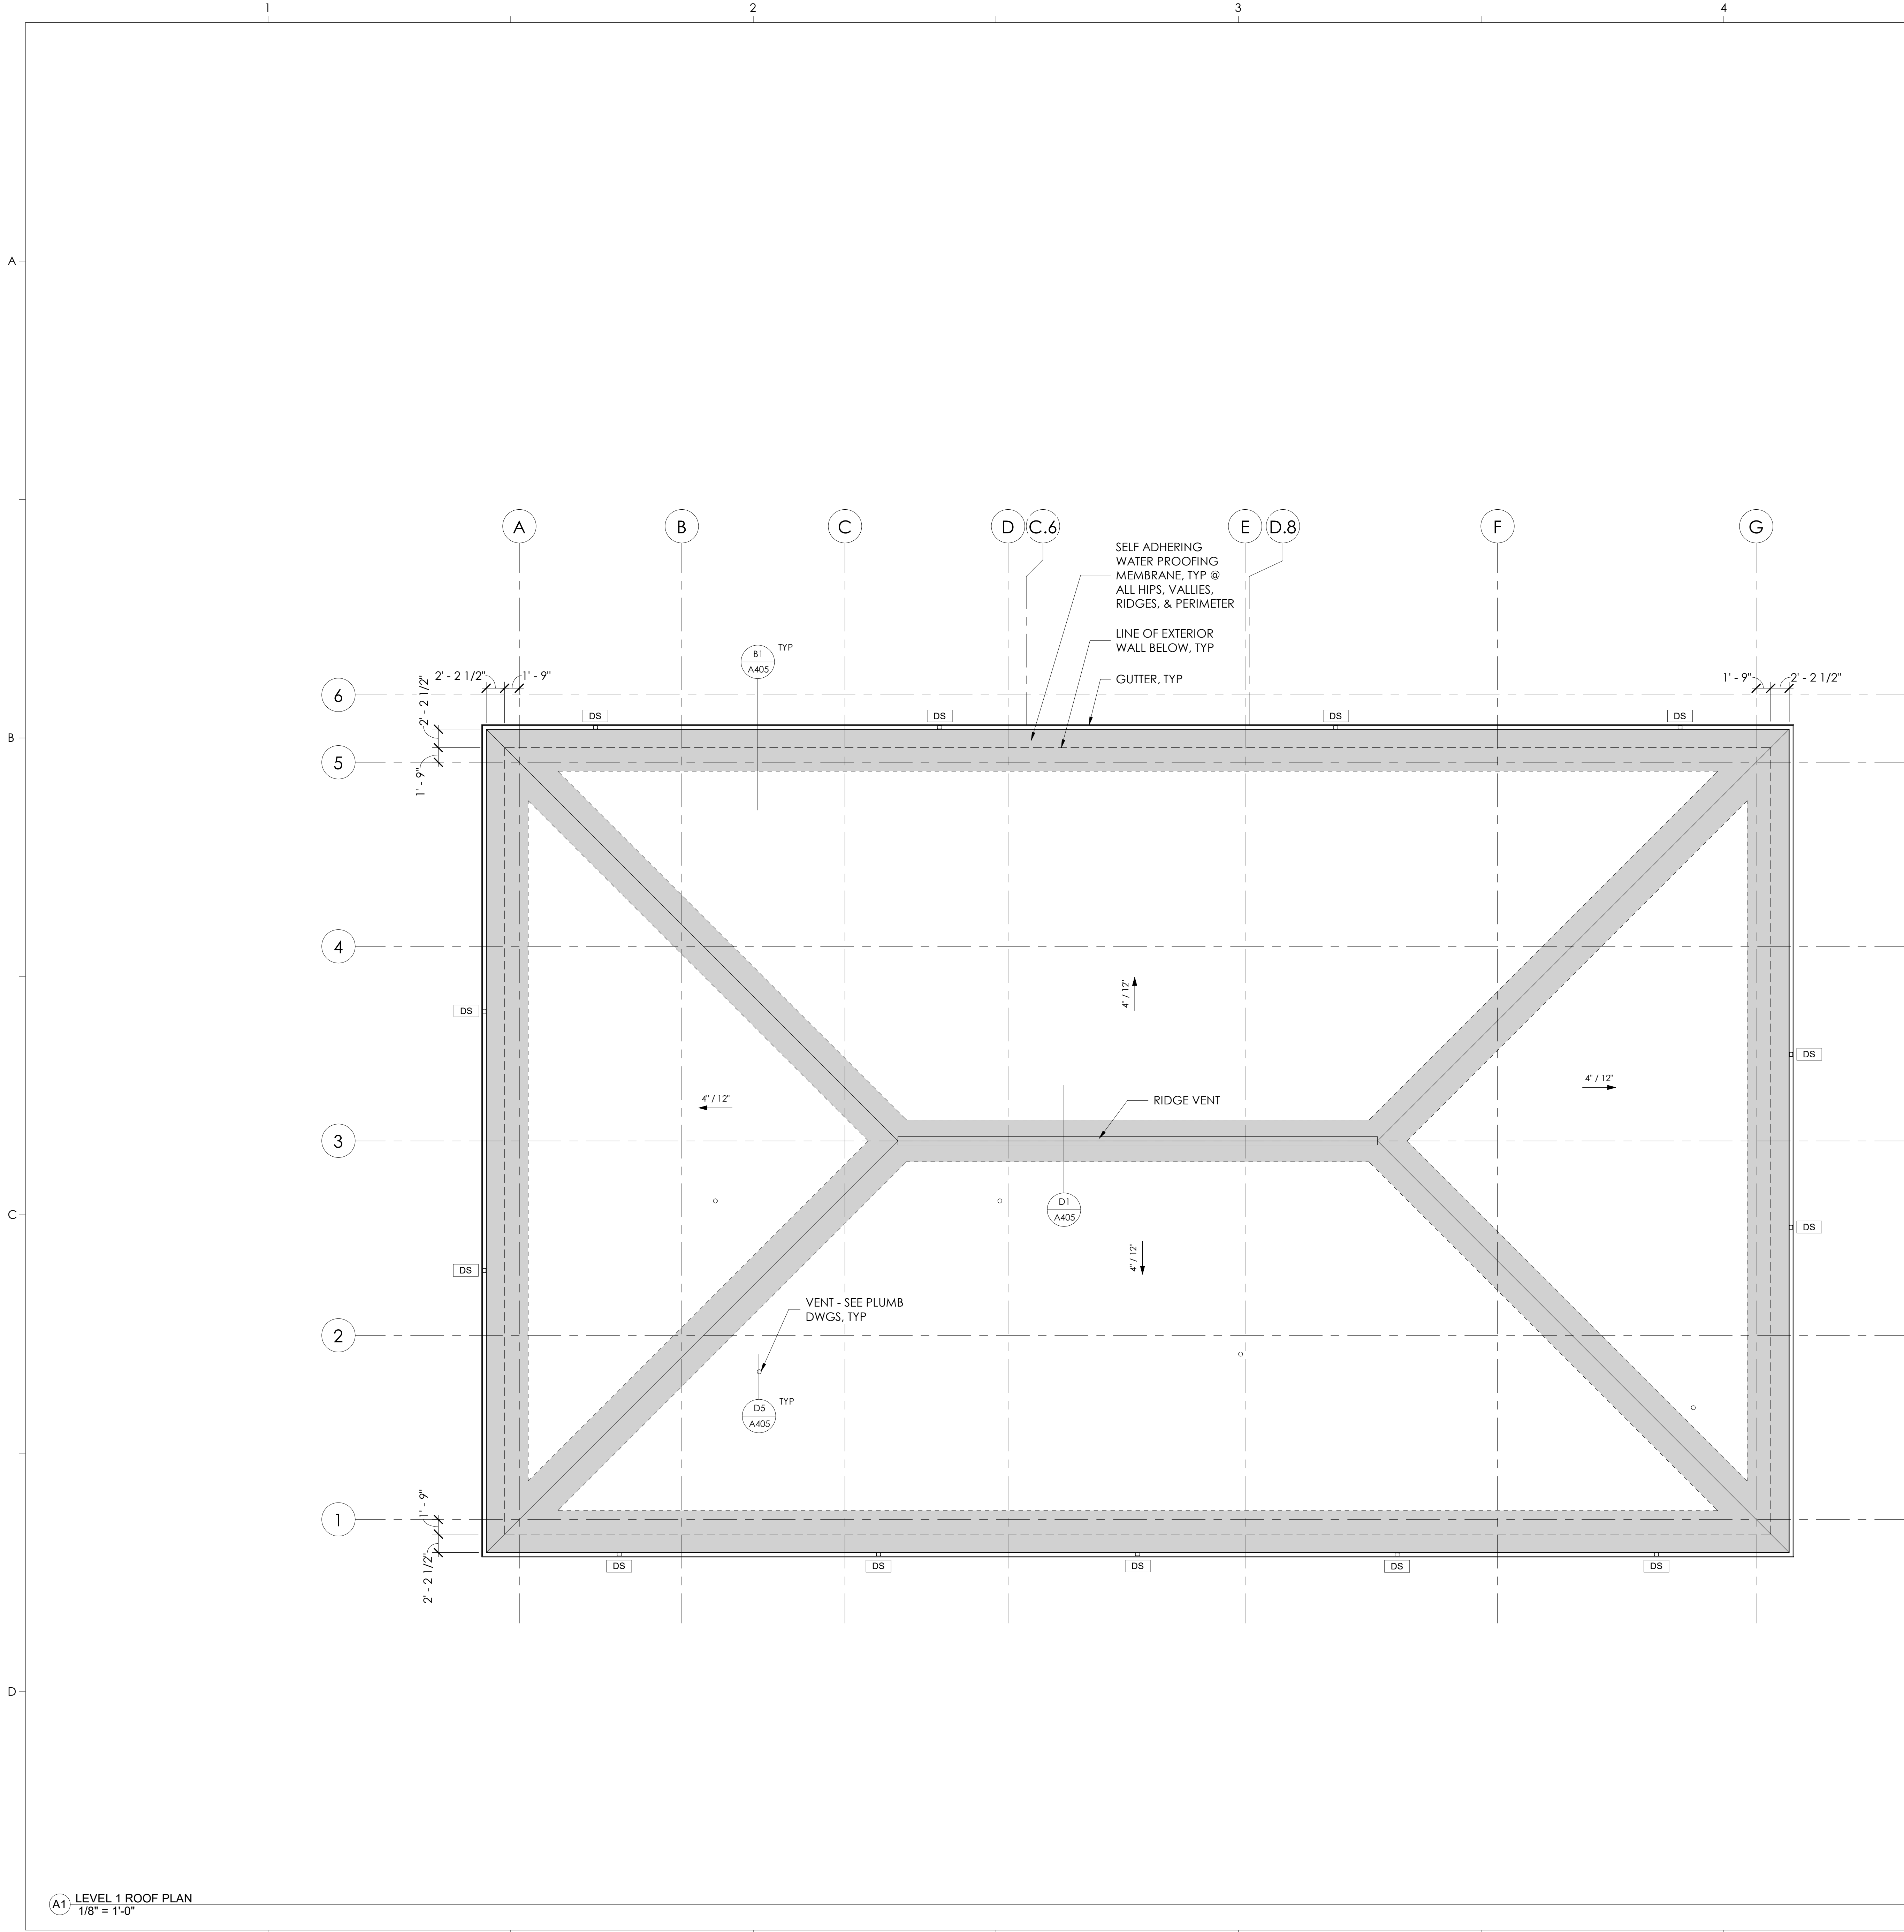 1
2
3
4
A
B
C
D
C.6
E
D.8
F
G
SELF ADHERING
WATER PROOFING
MEMBRANE, TYP @
ALL HIPS, VALLIES,
RIDGES, & PERIMETER
LINE OF EXTERIOR
WALL BELOW, TYP
GUTTER, TYP
B1
A405
TYP
2' - 2 1/2"
1' - 9"
1' - 9"
2' - 2 1/2"
6
2' - 2 1/2"
DS
DS
DS
DS
5
1' - 9"
4
4" / 12"
DS
DS
4" / 12"
4" / 12"
RIDGE VENT
3
D1
A405
DS
4" / 12"
DS
VENT - SEE PLUMB
DWGS, TYP
2
D5
A405
TYP
1' - 9"
1
2' - 2 1/2"
DS
DS
DS
DS
DS
A
B
C
D
A1
LEVEL 1 ROOF PLAN
1/8" = 1'-0"